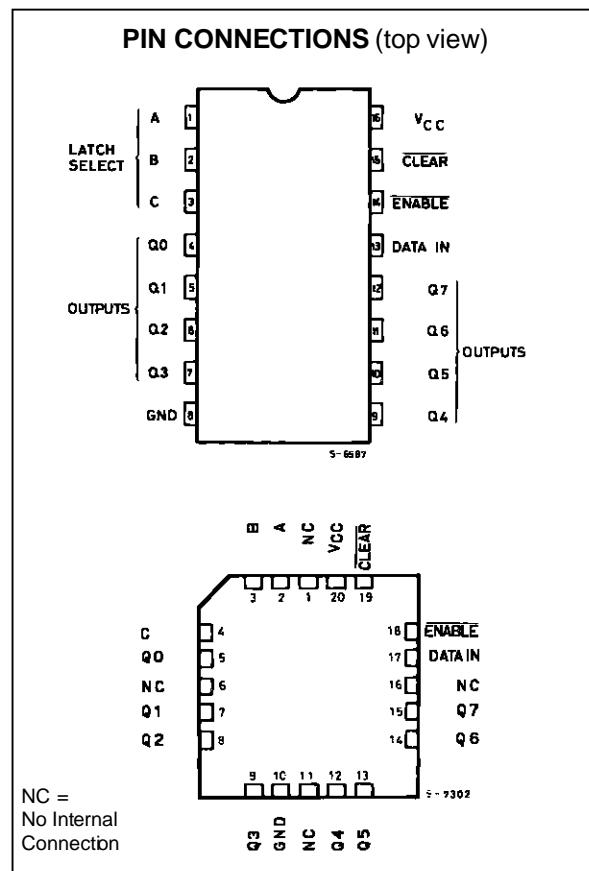 PIN CONNECTIONS (top view)
A 1 16 VCC
LATCH SELECT
B 2 15 CLEAR
C 3 14 ENABLE
Q0 4 13 DATA IN
Q1 5 12 Q7
OUTPUTS
Q2 6 11 Q6
OUTPUTS
Q3 7 10 Q5
GND 8 9 Q4
S-6587
B A NC VCC CLEAR
3 2 1 20 19
C 4 18 ENABLE
Q0 5 17 DATA IN
NC 6 16 NC
Q1 7 15 Q7
Q2 8 14 Q6
9 10 11 12 13
S-7302
Q3 GND NC Q4 Q5
NC =
No Internal
Connection